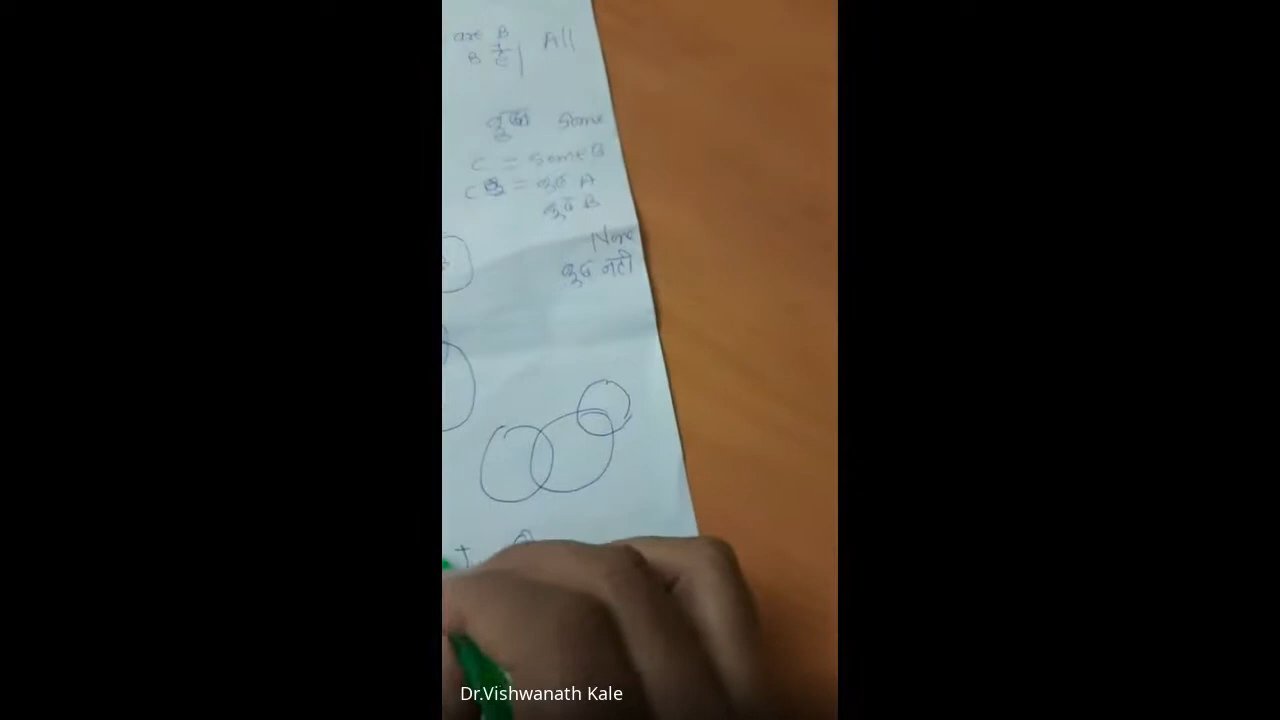 are B
B
All
कुछ Some
C = Some B
C = कुछ A
कुछ B
None
कुछ नही
Dr.Vishwanath Kale